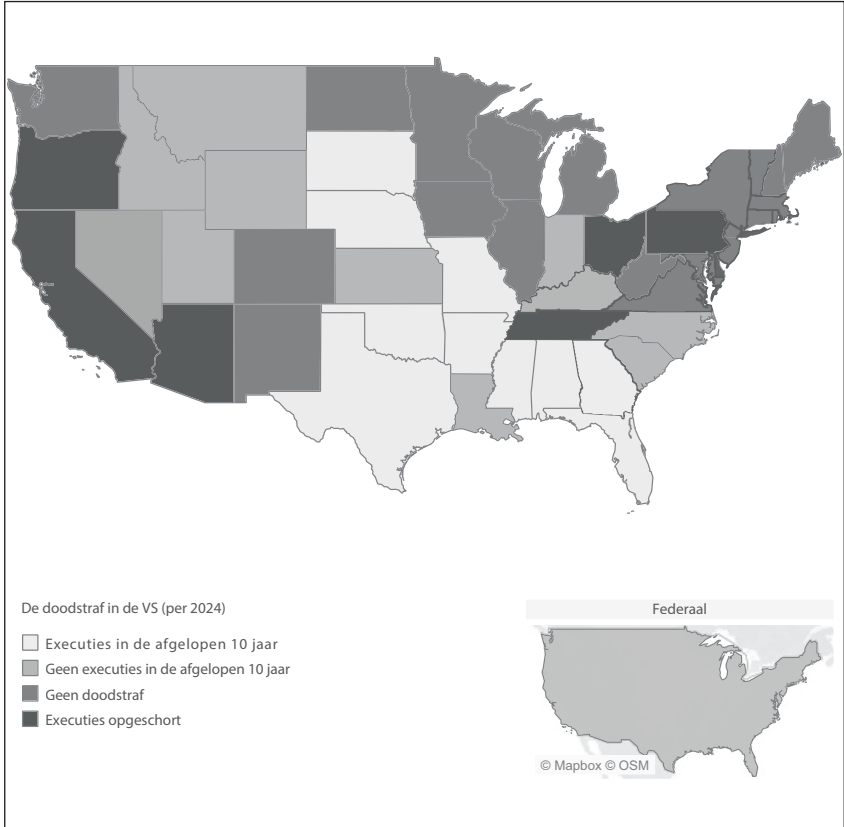 De doodstraf in de VS (per 2024)
Executies in de afgelopen 10 jaar
Geen executies in de afgelopen 10 jaar
Geen doodstraf
Executies opgeschort
Federaal
© Mapbox © OSM